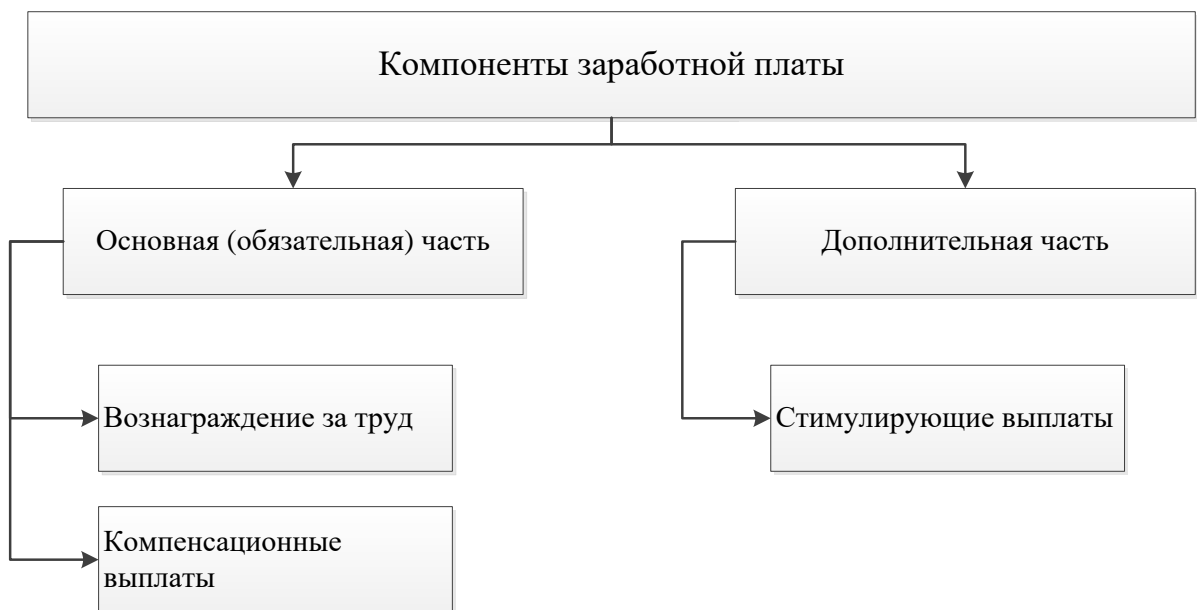 Компоненты заработной платы
Основная (обязательная) часть
Дополнительная часть
Вознаграждение за труд
Стимулирующие выплаты
Компенсационные
выплаты